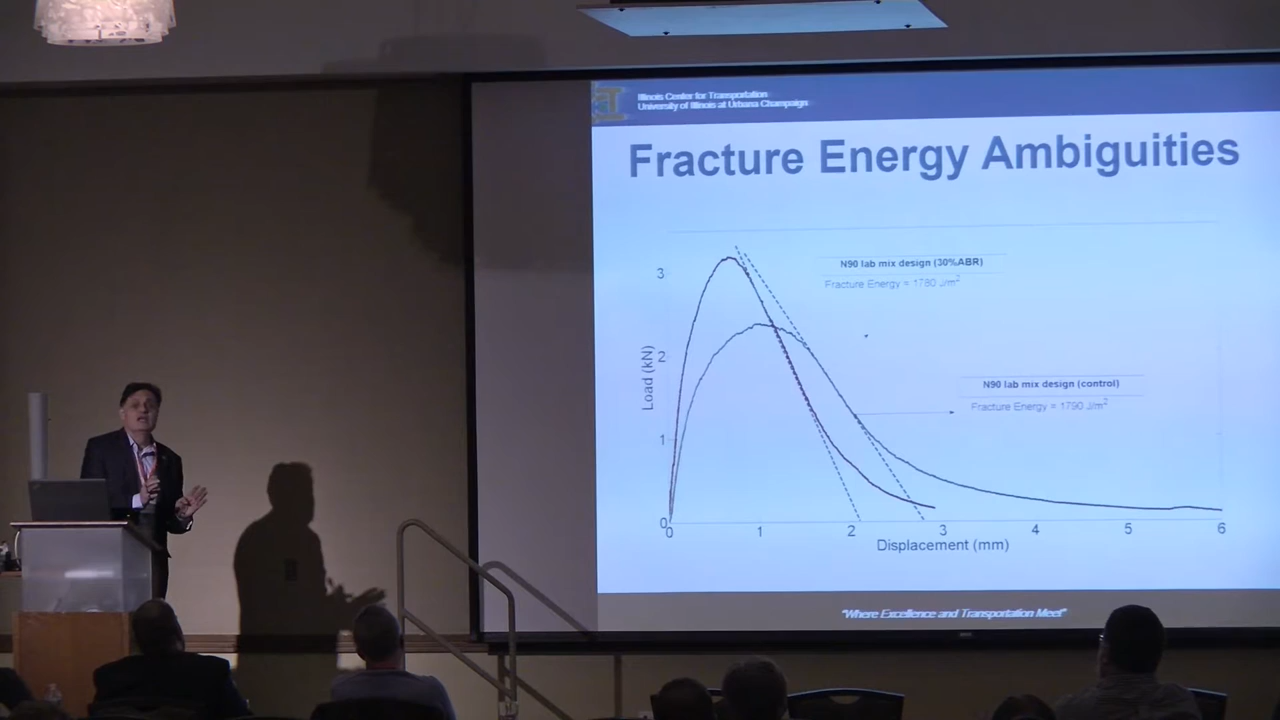 Illinois Center for Transportation
University of Illinois at Urbana Champaign
Fracture Energy Ambiguities
N90 lab mix design (30%ABR)
Fracture Energy = 1780 J/m²
N90 lab mix design (control)
Fracture Energy = 1790 J/m²
Load (kN)
3
2
1
0
0 1 2 3 4 5 6
Displacement (mm)
"Where Excellence and Transportation Meet"